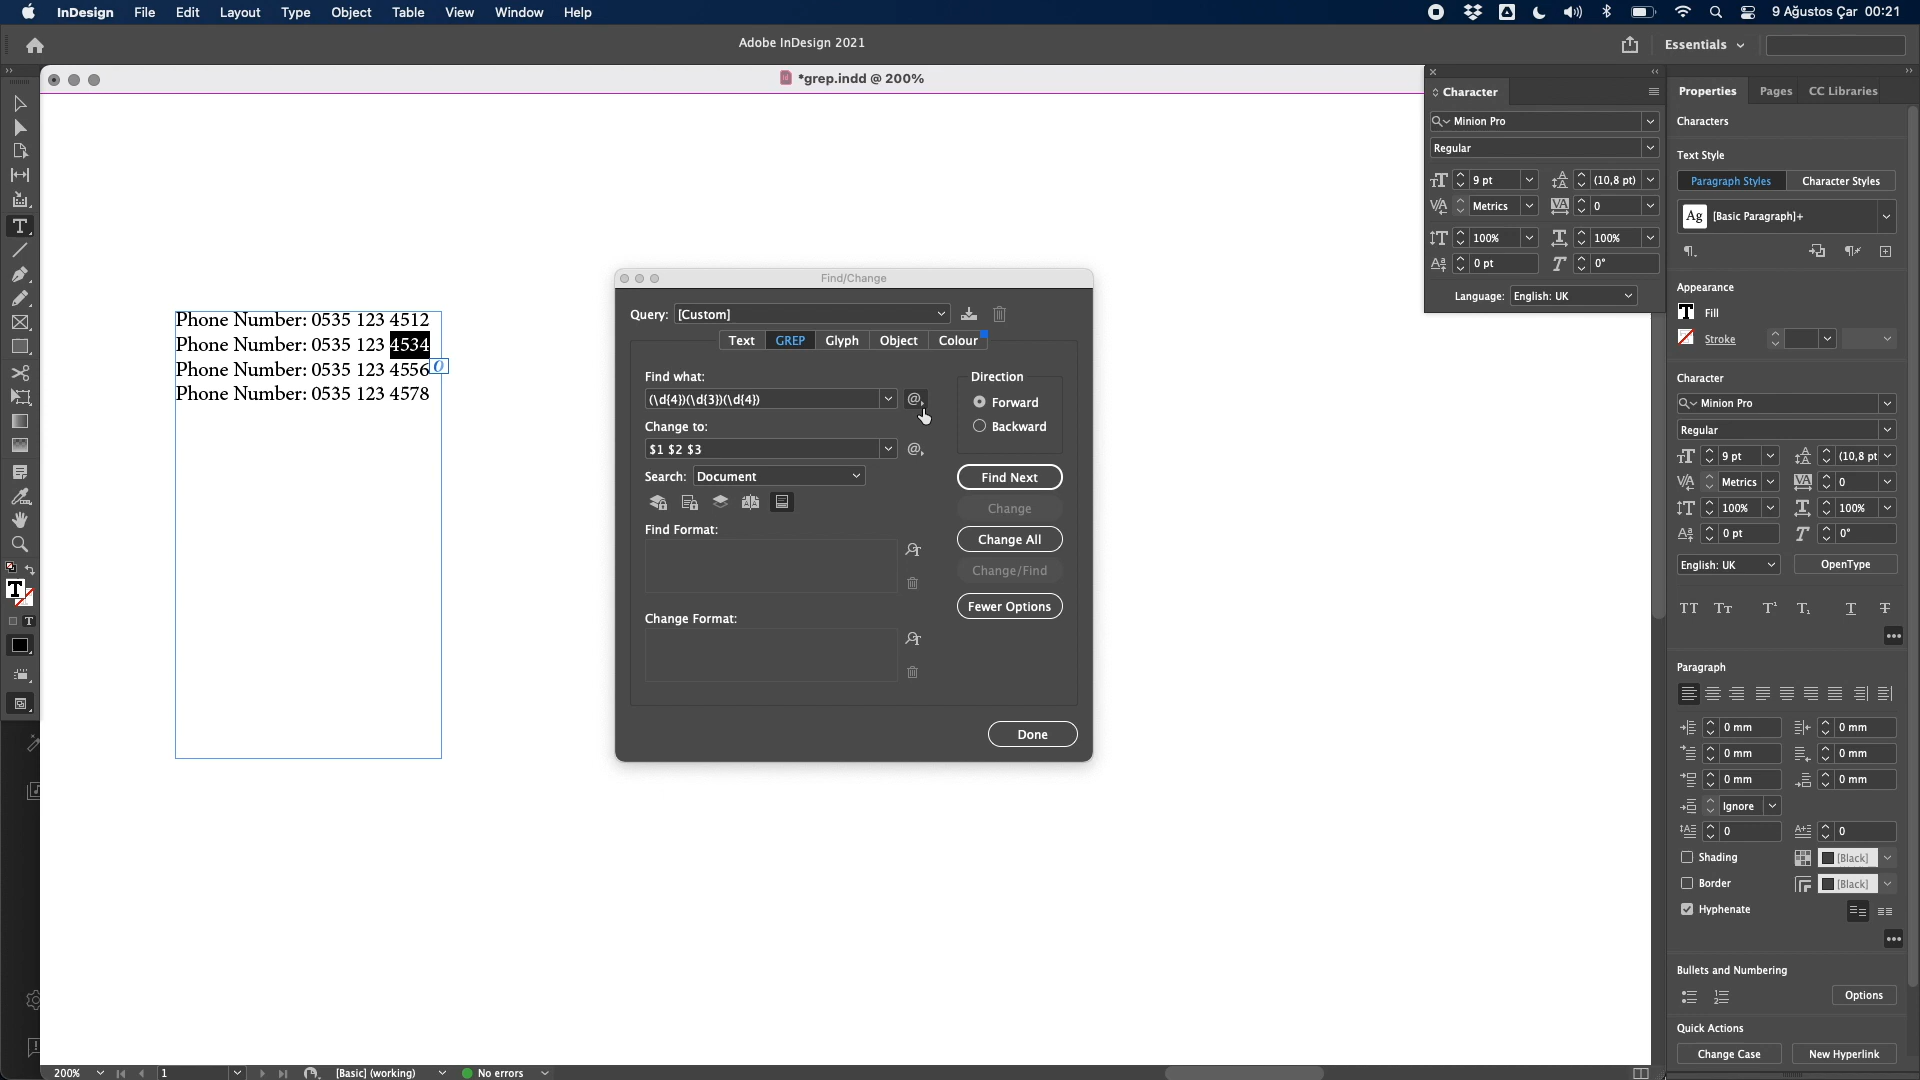 InDesign File Edit Layout Type Object Table View Window Help 9 Ağustos Çar 00:21
Adobe InDesign 2021 Essentials
*grep.indd @ 200%
Character
Minion Pro
Regular
9 pt (10,8 pt)
Metrics 0
100% 100%
0 pt 0°
Language: English: UK
Properties Pages CC Libraries
Characters
Text Style
Paragraph Styles Character Styles
Ag [Basic Paragraph]+
Appearance
Fill
Stroke
Character
Minion Pro
Regular
9 pt (10,8 pt
Metrics 0
100% 100%
0 pt 0°
English: UK OpenType
Paragraph
0 mm 0 mm
0 mm 0 mm
0 mm 0 mm
Ignore
0 0
Shading [Black]
Border [Black]
Hyphenate
Bullets and Numbering
Options
Quick Actions
Change Case New Hyperlink
Phone Number: 0535 123 4512
Phone Number: 0535 123 4534
Phone Number: 0535 123 4556
Phone Number: 0535 123 4578
Find/Change
Query: [Custom]
Text GREP Glyph Object Colour
Find what:
(\d{4})(\d{3})(\d{4})
Change to:
$1 $2 $3
Search: Document
Find Format:
Change Format:
Direction
Forward
Backward
Find Next
Change
Change All
Change/Find
Fewer Options
Done
200% 1 [Basic] (working) No errors